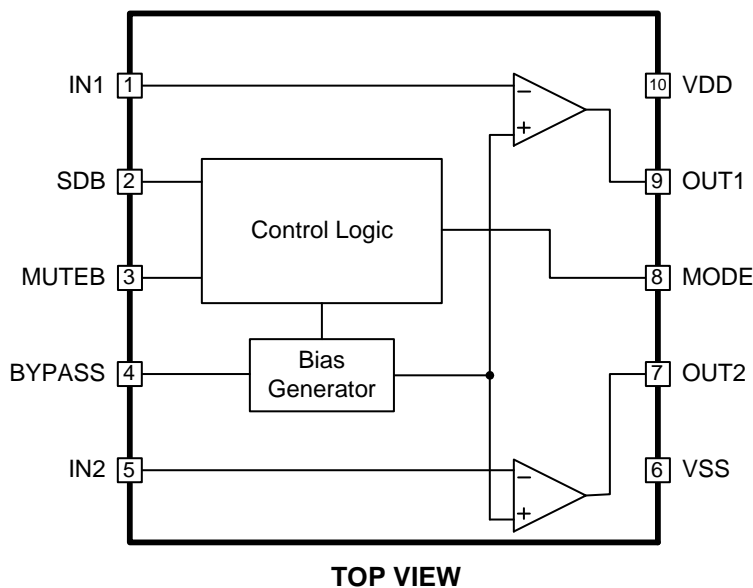 IN1 1
10 VDD
−
+
SDB 2
9 OUT1
Control Logic
MUTEB 3
8 MODE
Bias
Generator
BYPASS 4
7 OUT2
IN2 5
6 VSS
−
+
TOP VIEW